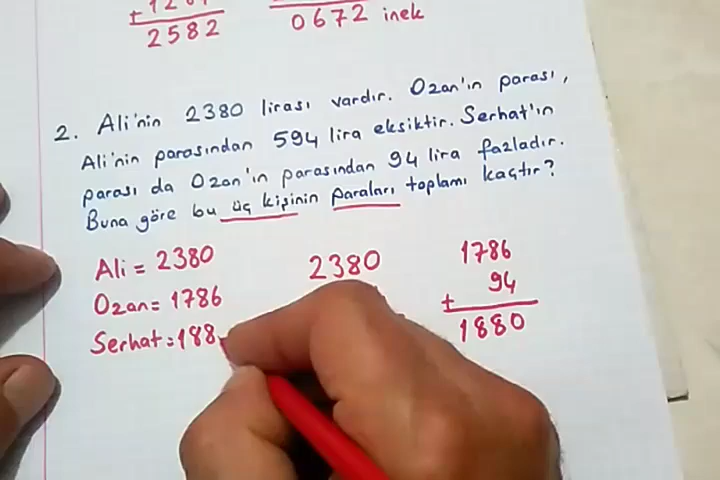 +
2582
0672 inek
2. Ali'nin 2380 lirası vardır. Ozan'ın parası,
Ali'nin parasından 594 lira eksiktir. Serhat'ın
parası da Ozan'ın parasından 94 lira fazladır.
Buna göre bu üç kişinin paraları toplamı kaçtır?
Ali = 2380
Ozan = 1786
Serhat = 188
2380
1786
94
+
1880